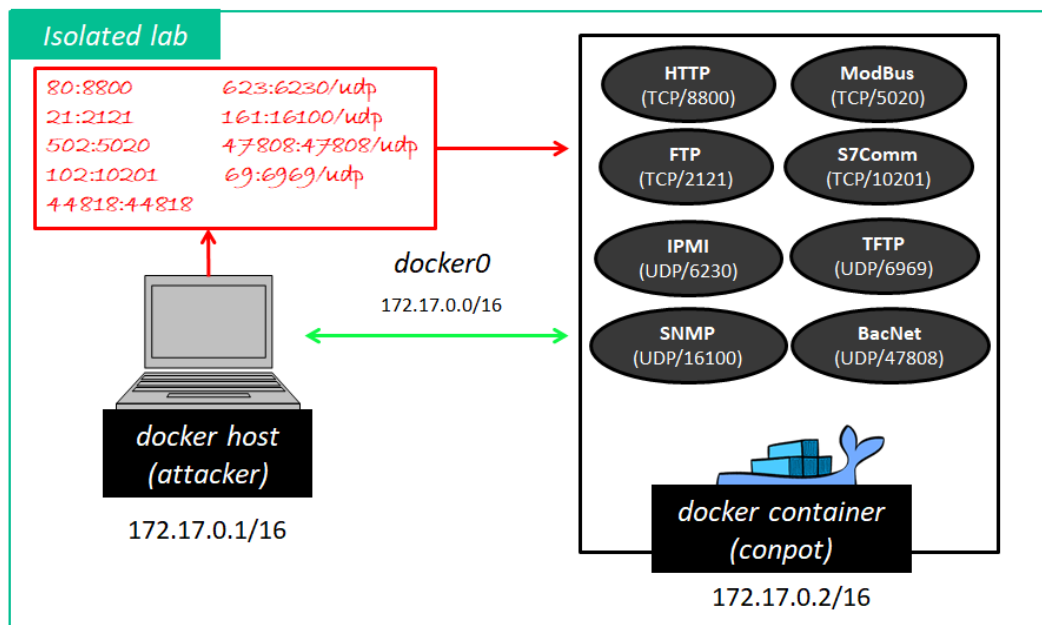 Isolated lab
80:8800
21:2121
502:5020
102:10201
44818:44818
623:6230/udp
161:16100/udp
47808:47808/udp
69:6969/udp
docker0
172.17.0.0/16
docker host
(attacker)
172.17.0.1/16
HTTP
(TCP/8800)
ModBus
(TCP/5020)
FTP
(TCP/2121)
S7Comm
(TCP/10201)
IPMI
(UDP/6230)
TFTP
(UDP/6969)
SNMP
(UDP/16100)
BacNet
(UDP/47808)
docker container
(conpot)
172.17.0.2/16